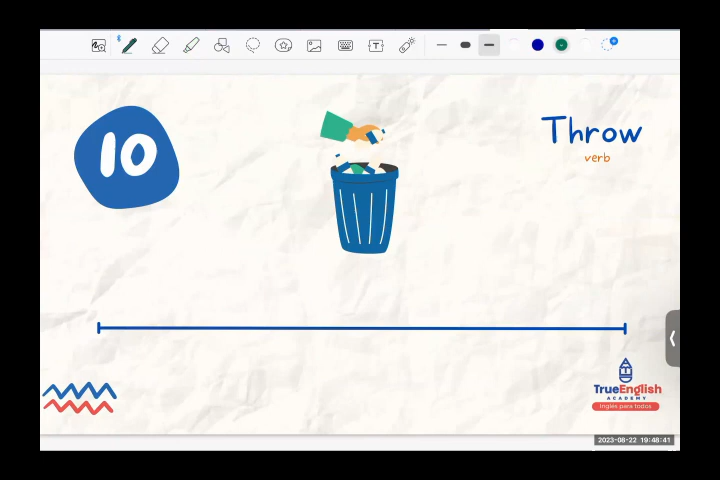 10
Throw
verb
TrueEnglish
ACADEMY
Inglés para todos
2023-08-22 19:48:41